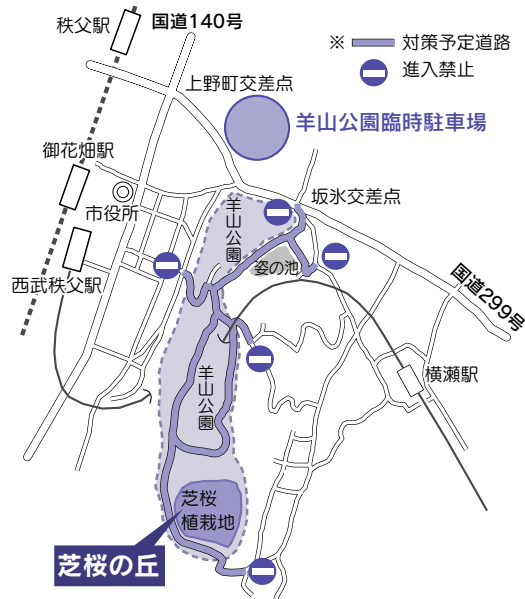 秩父駅
国道140号
※ 対策予定道路
進入禁止
上野町交差点
羊山公園臨時駐車場
御花畑駅
市役所
羊山公園
坂氷交差点
姿の池
西武秩父駅
国道299号
横瀬駅
羊山公園
芝桜
植栽地
芝桜の丘